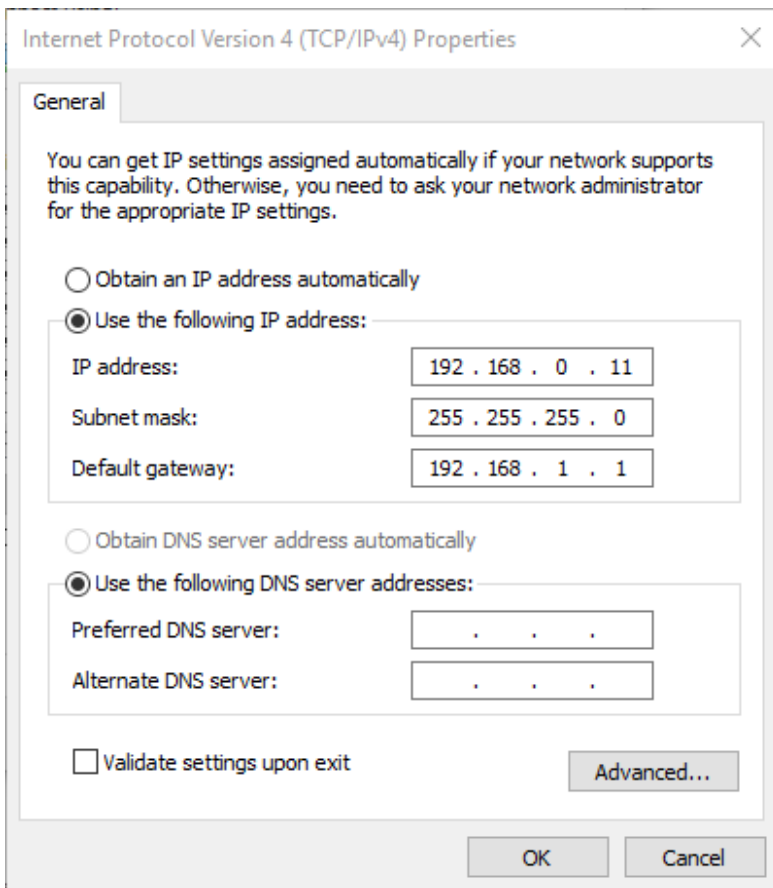 Internet Protocol Version 4 (TCP/IPv4) Properties
General
You can get IP settings assigned automatically if your network supports
this capability. Otherwise, you need to ask your network administrator
for the appropriate IP settings.
Obtain an IP address automatically
Use the following IP address:
IP address: 192 . 168 . 0 . 11
Subnet mask: 255 . 255 . 255 . 0
Default gateway: 192 . 168 . 1 . 1
Obtain DNS server address automatically
Use the following DNS server addresses:
Preferred DNS server: . . .
Alternate DNS server: . . .
Validate settings upon exit
Advanced...
OK Cancel